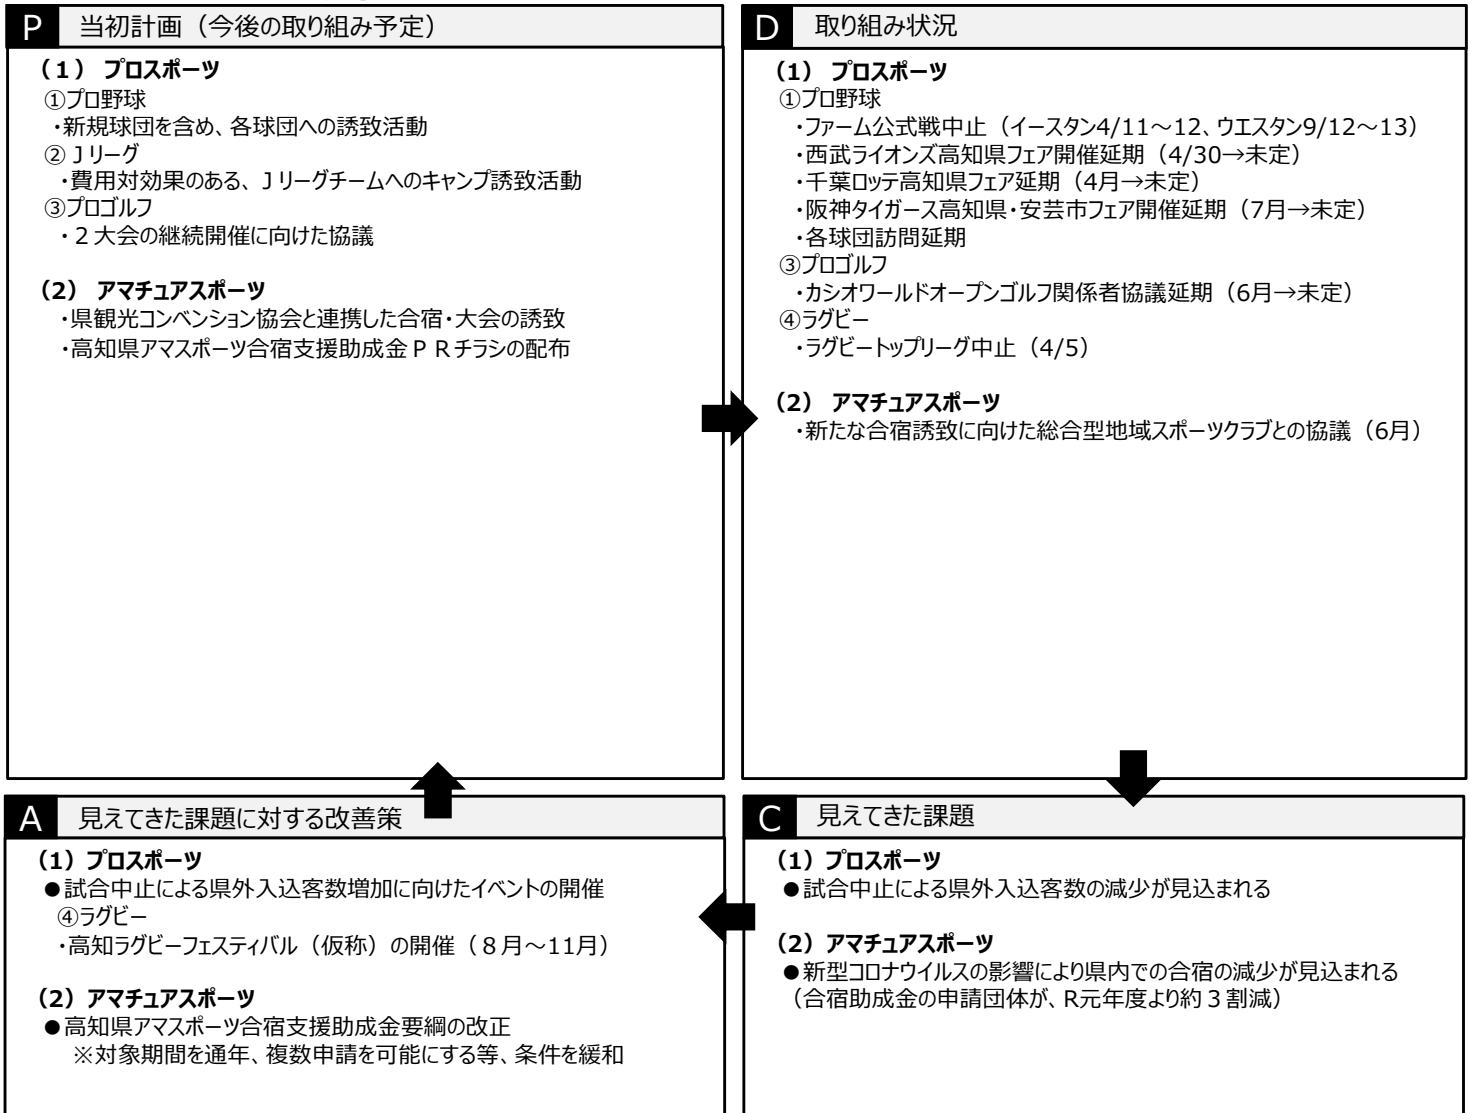 P 当初計画（今後の取り組み予定）
（１） プロスポーツ
①プロ野球
・新規球団を含め、各球団への誘致活動
②Ｊリーグ
・費用対効果のある、Ｊリーグチームへのキャンプ誘致活動
③プロゴルフ
・２大会の継続開催に向けた協議
（2） アマチュアスポーツ
・県観光コンベンション協会と連携した合宿・大会の誘致
・高知県アマスポーツ合宿支援助成金ＰＲチラシの配布
D 取り組み状況
（1） プロスポーツ
①プロ野球
・ファーム公式戦中止（イースタン4/11～12、ウエスタン9/12～13）
・西武ライオンズ高知県フェア開催延期（4/30→未定）
・千葉ロッテ高知県フェア延期（4月→未定）
・阪神タイガース高知県・安芸市フェア開催延期（7月→未定）
・各球団訪問延期
③プロゴルフ
・カシオワールドオープンゴルフ関係者協議延期（6月→未定）
④ラグビー
・ラグビートップリーグ中止（4/5）
（2） アマチュアスポーツ
・新たな合宿誘致に向けた総合型地域スポーツクラブとの協議（6月）
A 見えてきた課題に対する改善策
（1）プロスポーツ
●試合中止による県外入込客数増加に向けたイベントの開催
④ラグビー
・高知ラグビーフェスティバル（仮称）の開催（８月～11月）
（2）アマチュアスポーツ
●高知県アマスポーツ合宿支援助成金要綱の改正
※対象期間を通年、複数申請を可能にする等、条件を緩和
C 見えてきた課題
（1）プロスポーツ
●試合中止による県外入込客数の減少が見込まれる
（2）アマチュアスポーツ
●新型コロナウイルスの影響により県内での合宿の減少が見込まれる
（合宿助成金の申請団体が、R元年度より約３割減）